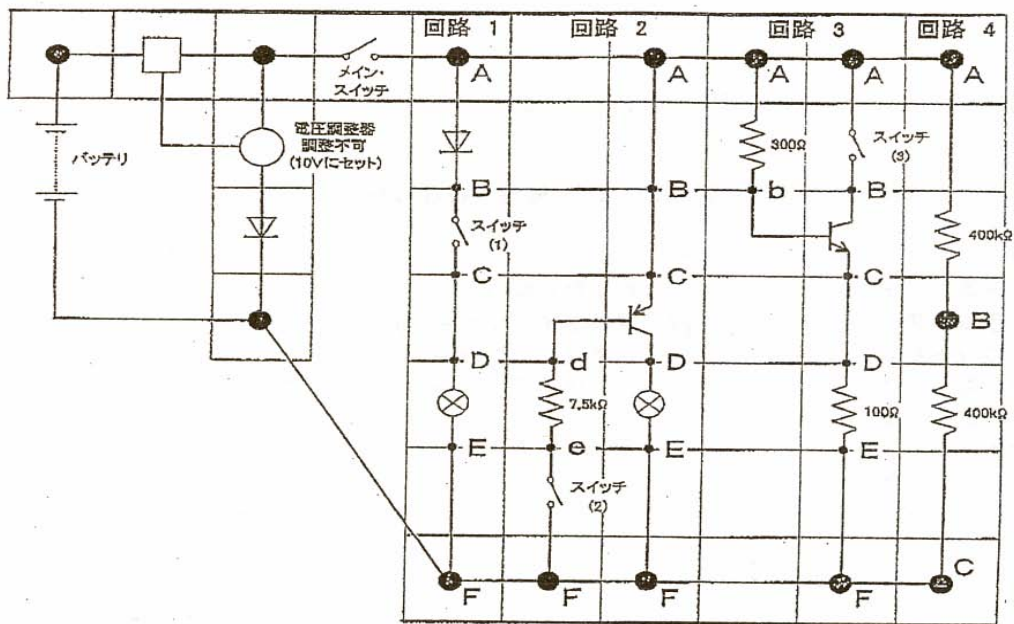 回路 1
回路 2
回路 3
回路 4
A
A
A
A
A
メイン・
スイッチ
バッテリ
電圧調整器
調整不可
(10Vにセット)
300Ω
スイッチ
(3)
B
B
b
B
スイッチ
(1)
400kΩ
C
C
C
B
D
d
D
D
7.5kΩ
100Ω
400kΩ
E
e
E
E
スイッチ
(2)
F
F
F
F
C